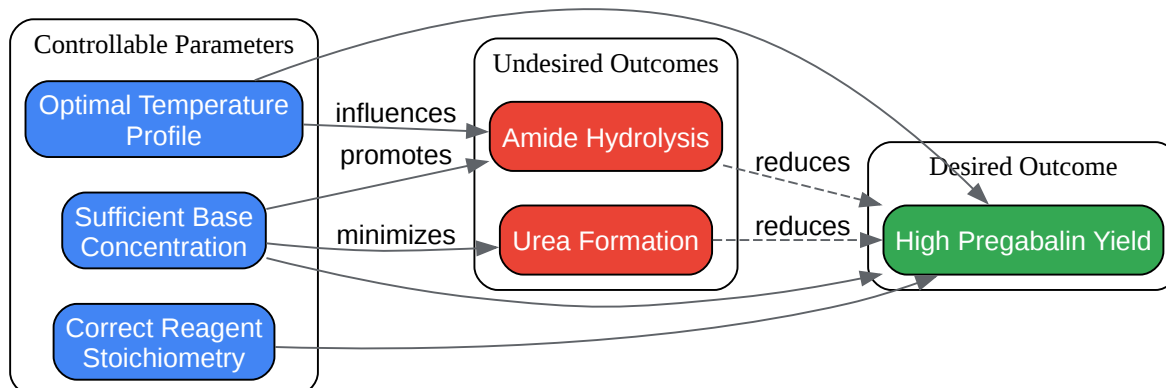 Controllable Parameters
Optimal Temperature
Profile
Sufficient Base
Concentration
Correct Reagent
Stoichiometry
influences
promotes
minimizes
Undesired Outcomes
Amide Hydrolysis
Urea Formation
reduces
reduces
Desired Outcome
High Pregabalin Yield